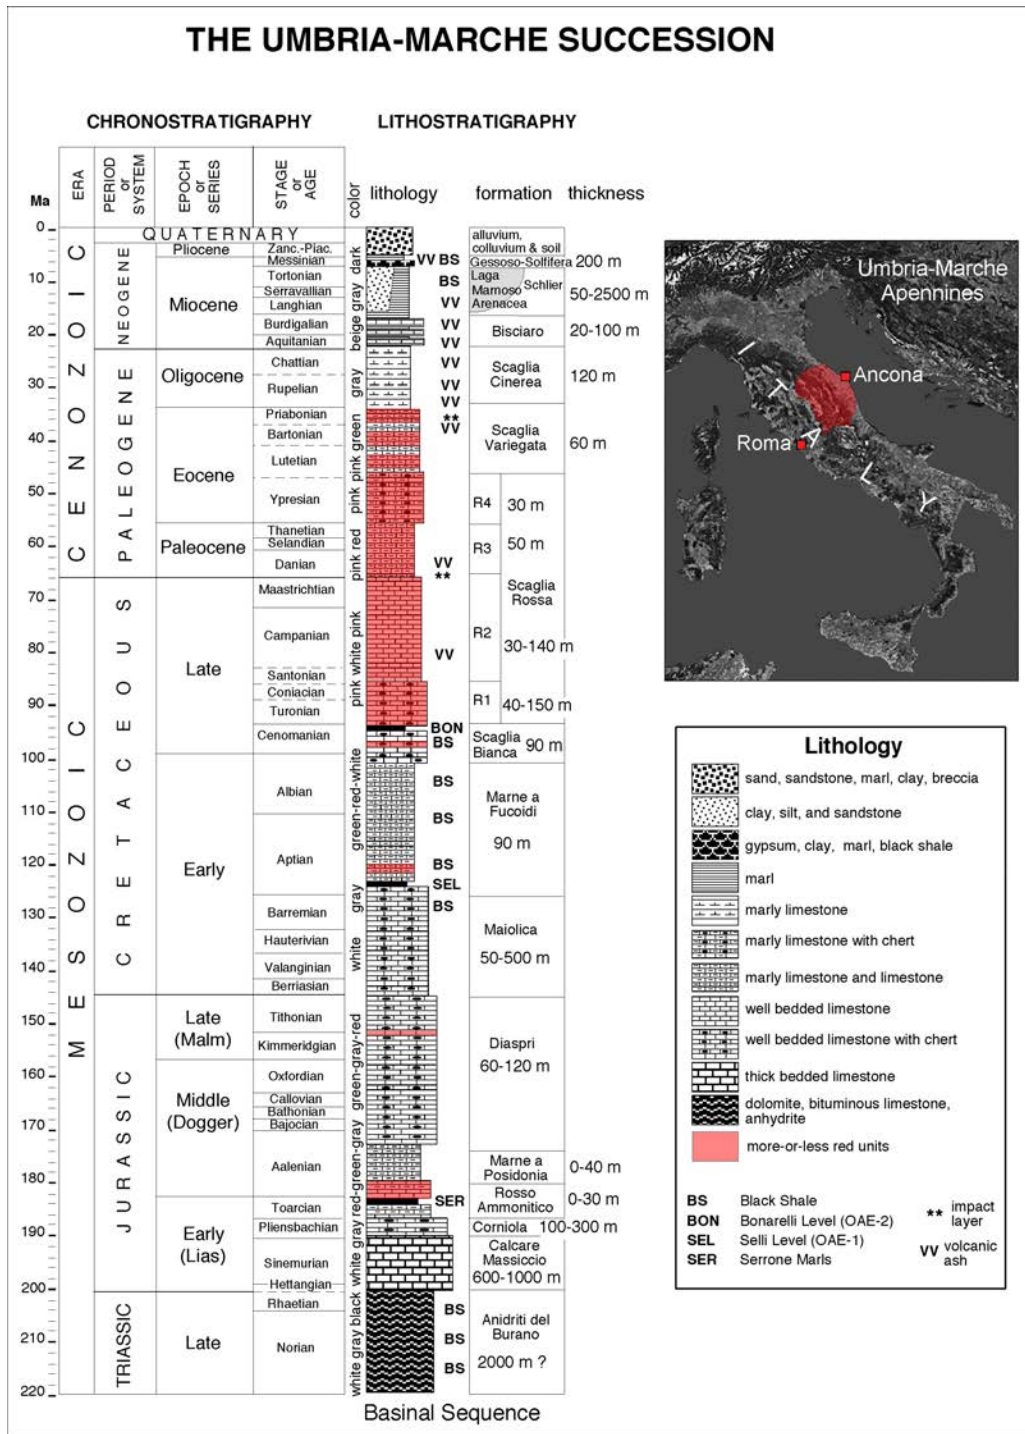 THE UMBRIA-MARCHE SUCCESSION
CHRONOSTRATIGRAPHY
LITHOSTRATIGRAPHY
Ma
ERA
PERIOD or SYSTEM
EPOCH or SERIES
STAGE or AGE
color
lithology
formation
thickness
0
10
20
30
40
50
60
70
80
90
100
110
120
130
140
150
160
170
180
190
200
210
220
CENOZOIC
MESOZOIC
QUATERNARY
NEOGENE
PALEOGENE
CRETACEOUS
JURASSIC
TRIASSIC
Pliocene
Miocene
Oligocene
Eocene
Paleocene
Late
Early
Late
(Malm)
Middle
(Dogger)
Early
(Lias)
Late
Zanc.-Piac.
Messinian
Tortonian
Serravallian
Langhian
Burdigalian
Aquitanian
Chattian
Rupelian
Priabonian
Bartonian
Lutetian
Ypresian
Thanetian
Selandian
Danian
Maastrichtian
Campanian
Santonian
Coniacian
Turonian
Cenomanian
Albian
Aptian
Barremian
Hauterivian
Valanginian
Berriasian
Tithonian
Kimmeridgian
Oxfordian
Callovian
Bathonian
Bajocian
Aalenian
Toarcian
Pliensbachian
Sinemurian
Hettangian
Rhaetian
Norian
dark
gray
beige
gray
pink green
pink
pink red
pink white pink
green-red-white
gray
white
green-gray-red
red-green-gray
white gray
white gray black
VV BS
BS
VV
VV
VV
VV
VV
VV
**
VV
VV
**
VV
BON
BS
BS
BS
BS
SEL
BS
SER
BS
BS
BS
alluvium,
colluvium & soil
Gessoso-Solfifera 200 m
Laga
Marnoso
Arenacea
Schlier
50-2500 m
Bisciaro
20-100 m
Scaglia
Cinerea
120 m
Scaglia
Variegata
60 m
R4
30 m
R3
50 m
Scaglia
Rossa
R2
30-140 m
R1
40-150 m
Scaglia
Bianca
90 m
Marne a
Fucoidi
90 m
Maiolica
50-500 m
Diaspri
60-120 m
Marne a
Posidonia
0-40 m
Rosso
Ammonitico
0-30 m
Corniola
100-300 m
Calcare
Massiccio
600-1000 m
Anidriti del
Burano
2000 m ?
Basinal Sequence
Umbria-Marche
Apennines
Ancona
Roma
ITALY
Lithology
sand, sandstone, marl, clay, breccia
clay, silt, and sandstone
gypsum, clay, marl, black shale
marl
marly limestone
marly limestone with chert
marly limestone and limestone
well bedded limestone
well bedded limestone with chert
thick bedded limestone
dolomite, bituminous limestone,
anhydrite
more-or-less red units
BS Black Shale
BON Bonarelli Level (OAE-2)
SEL Selli Level (OAE-1)
SER Serrone Marls
** impact
layer
VV volcanic
ash